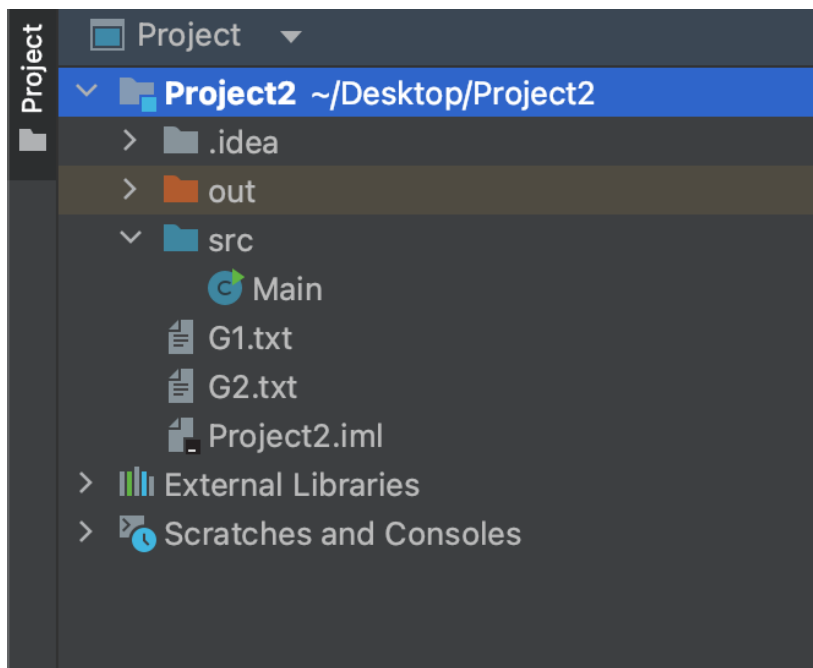 Project
Project
Project2 ~/Desktop/Project2
.idea
out
src
C Main
G1.txt
G2.txt
Project2.iml
External Libraries
Scratches and Consoles